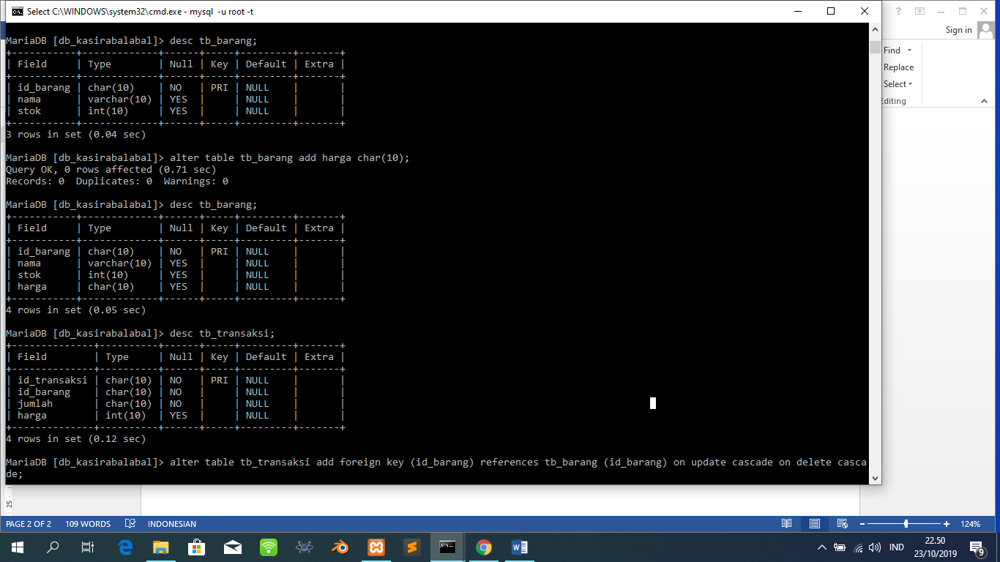 Select C:\WINDOWS\system32\cmd.exe - mysql  -u root -t
Sign in
Find
Replace
Select
Editing
MariaDB [db_kasirabalabal]> desc tb_barang;
+-----------+-------------+------+-----+---------+-------+
| Field     | Type        | Null | Key | Default | Extra |
+-----------+-------------+------+-----+---------+-------+
| id_barang | char(10)    | NO   | PRI | NULL    |       |
| nama      | varchar(10) | YES  |     | NULL    |       |
| stok      | int(10)     | YES  |     | NULL    |       |
+-----------+-------------+------+-----+---------+-------+
3 rows in set (0.04 sec)
MariaDB [db_kasirabalabal]> alter table tb_barang add harga char(10);
Query OK, 0 rows affected (0.71 sec)
Records: 0  Duplicates: 0  Warnings: 0
MariaDB [db_kasirabalabal]> desc tb_barang;
+-----------+-------------+------+-----+---------+-------+
| Field     | Type        | Null | Key | Default | Extra |
+-----------+-------------+------+-----+---------+-------+
| id_barang | char(10)    | NO   | PRI | NULL    |       |
| nama      | varchar(10) | YES  |     | NULL    |       |
| stok      | int(10)     | YES  |     | NULL    |       |
| harga     | char(10)    | YES  |     | NULL    |       |
+-----------+-------------+------+-----+---------+-------+
4 rows in set (0.05 sec)
MariaDB [db_kasirabalabal]> desc tb_transaksi;
+--------------+----------+------+-----+---------+-------+
| Field        | Type     | Null | Key | Default | Extra |
+--------------+----------+------+-----+---------+-------+
| id_transaksi | char(10) | NO   | PRI | NULL    |       |
| id_barang    | char(10) | NO   |     | NULL    |       |
| jumlah       | char(10) | NO   |     | NULL    |       |
| harga        | int(10)  | YES  |     | NULL    |       |
+--------------+----------+------+-----+---------+-------+
4 rows in set (0.12 sec)
MariaDB [db_kasirabalabal]> alter table tb_transaksi add foreign key (id_barang) references tb_barang (id_barang) on update cascade on delete casca
de;
25
PAGE 2 OF 2 109 WORDS INDONESIAN 124%
IND
22.50
23/10/2019
9